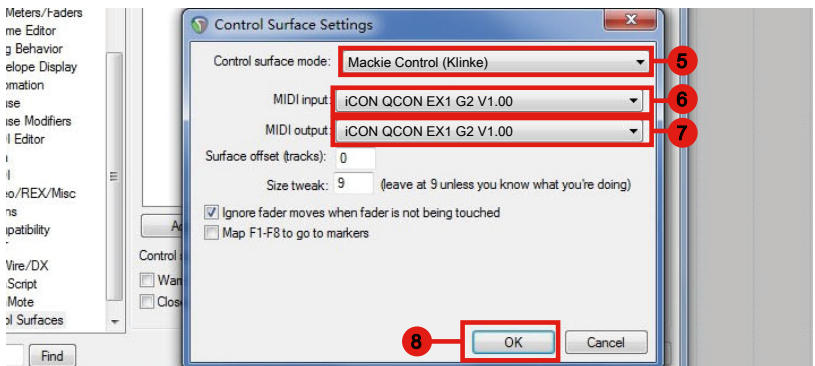 Meters/Faders
me Editor
g Behavior
elope Display
omation
use
use Modifiers
I Editor
eo/REX/Misc
ns
npatibility
Wire/DX
Script
Mote
ol Surfaces
Find
Control
Wan
Clos
Control Surface Settings
Control surface mode: Mackie Control (Klinke) 5
MIDI input: iCON QCON EX1 G2 V1.00 6
MIDI output: iCON QCON EX1 G2 V1.00 7
Surface offset (tracks): 0
Size tweak: 9 (leave at 9 unless you know what you're doing)
Ignore fader moves when fader is not being touched
Map F1-F8 to go to markers
8 OK Cancel